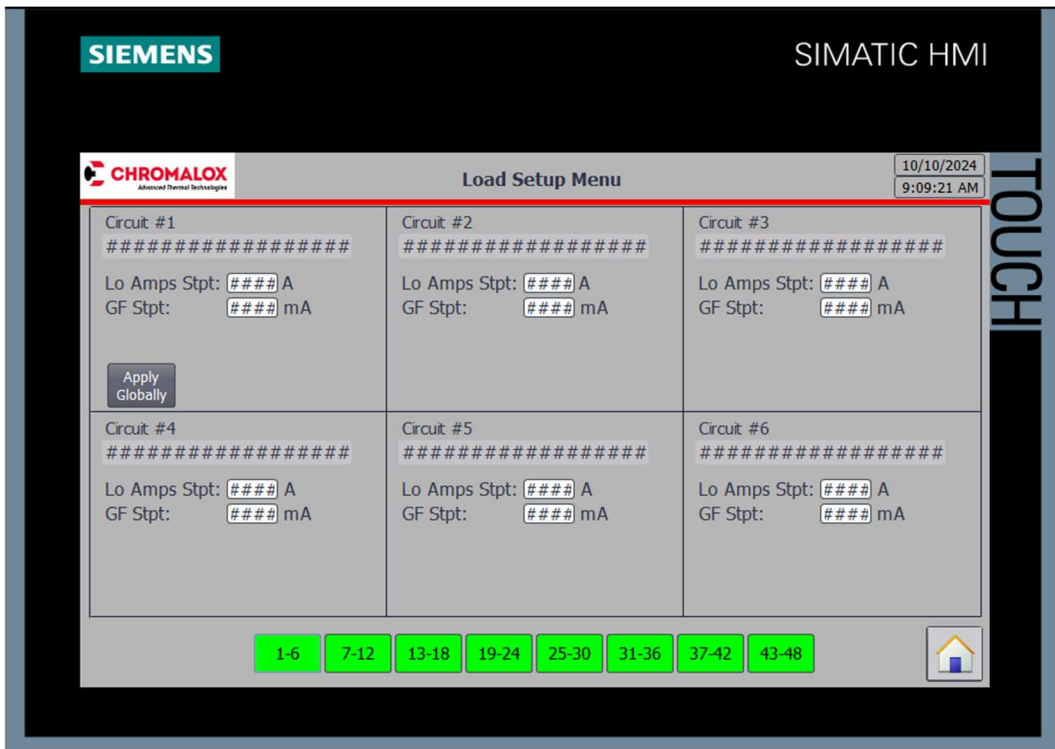 SIEMENS
SIMATIC HMI
TOUCH
CHROMALOX
Advanced Thermal Technologies
Load Setup Menu
10/10/2024
9:09:21 AM
Circuit #1
##################
Lo Amps Stpt: #### A
GF Stpt: #### mA
Apply
Globally
Circuit #2
##################
Lo Amps Stpt: #### A
GF Stpt: #### mA
Circuit #3
##################
Lo Amps Stpt: #### A
GF Stpt: #### mA
Circuit #4
##################
Lo Amps Stpt: #### A
GF Stpt: #### mA
Circuit #5
##################
Lo Amps Stpt: #### A
GF Stpt: #### mA
Circuit #6
##################
Lo Amps Stpt: #### A
GF Stpt: #### mA
1-6 7-12 13-18 19-24 25-30 31-36 37-42 43-48